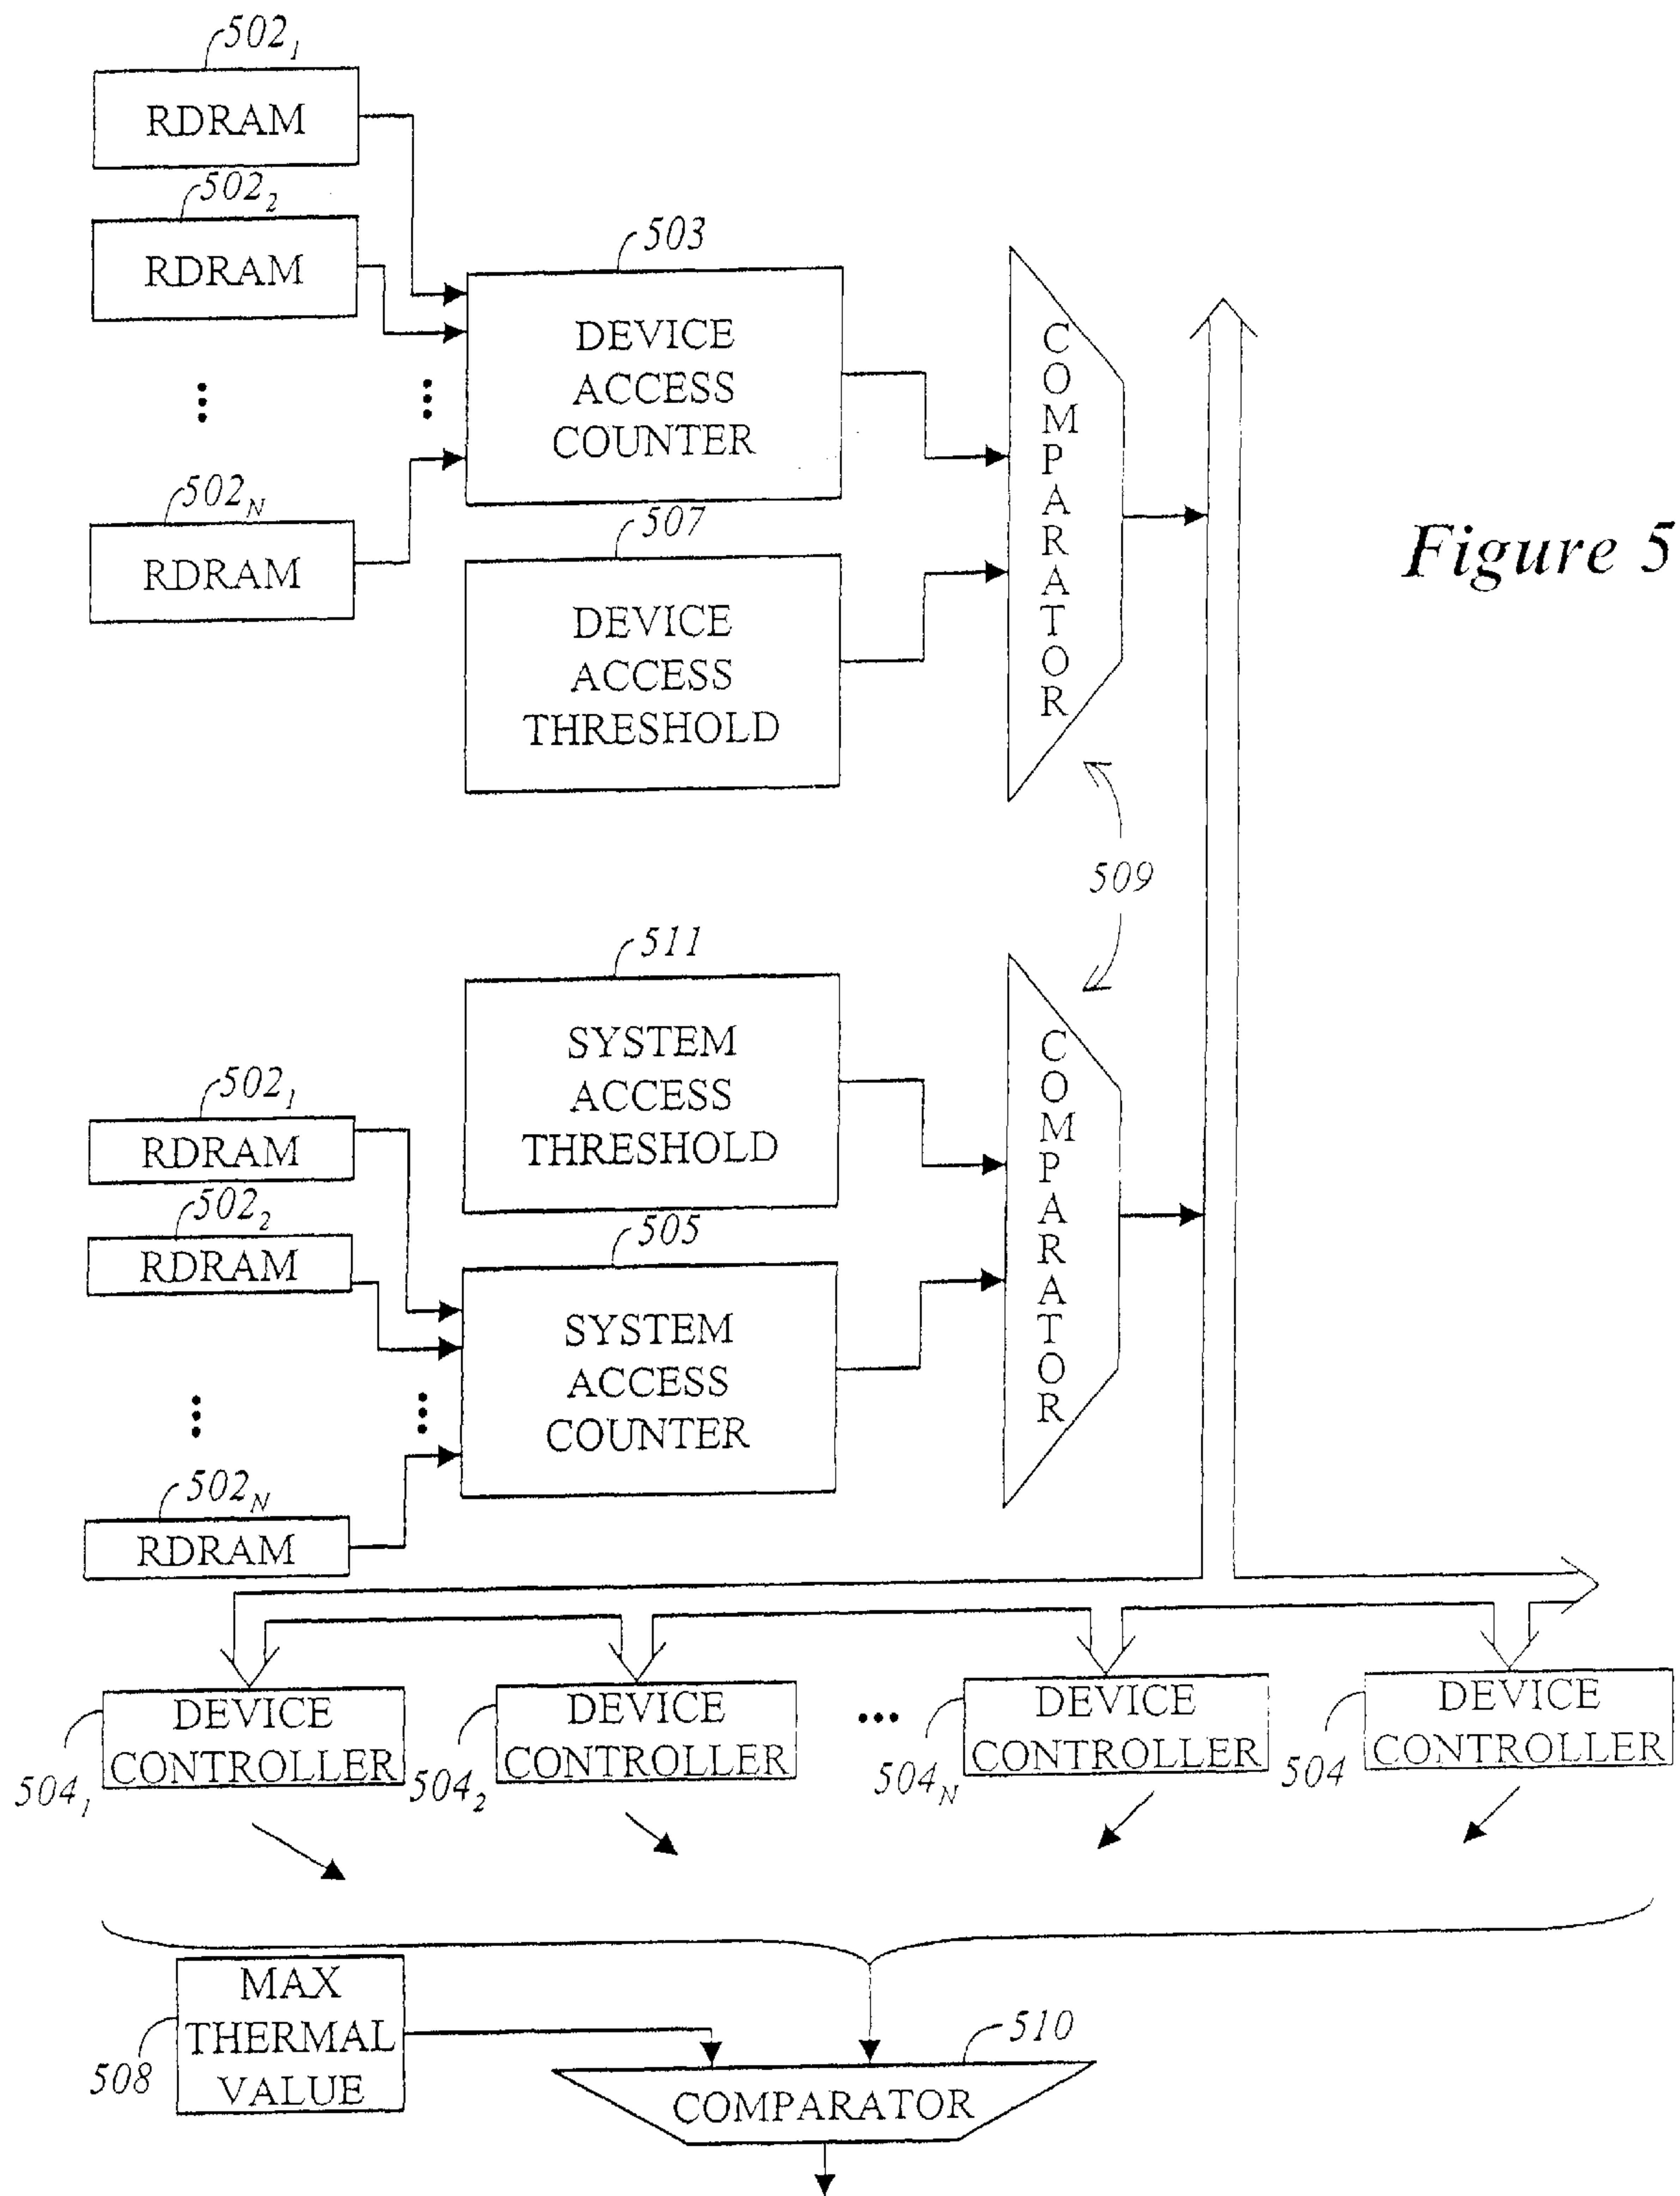 502₁
RDRAM
502₂
RDRAM
502N
RDRAM
503
DEVICE
ACCESS
COUNTER
507
DEVICE
ACCESS
THRESHOLD
COMPARATOR
Figure 5
509
511
SYSTEM
ACCESS
THRESHOLD
COMPARATOR
502₁
RDRAM
502₂
RDRAM
502N
RDRAM
505
SYSTEM
ACCESS
COUNTER
DEVICE
CONTROLLER
504₁
DEVICE
CONTROLLER
504₂
DEVICE
CONTROLLER
504N
DEVICE
CONTROLLER
504
MAX
THERMAL
VALUE
508
510
COMPARATOR